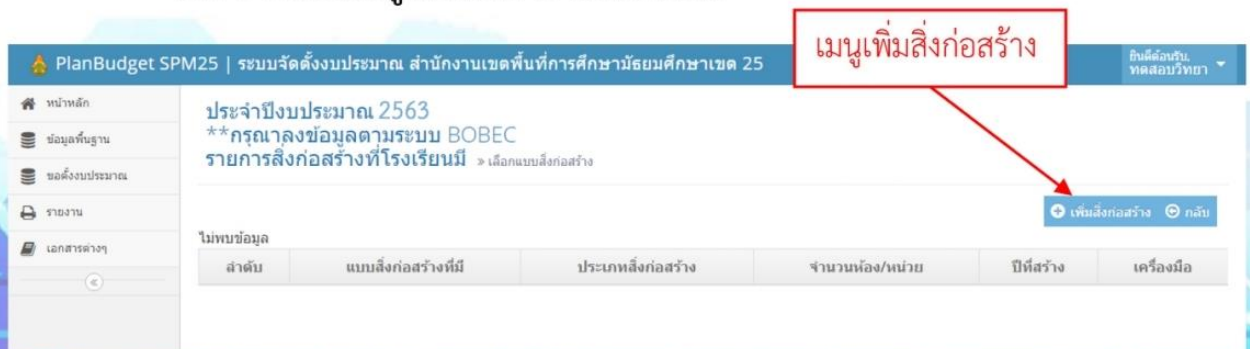 เมนูเพิ่มสิ่งก่อสร้าง
PlanBudget SPM25 | ระบบจัดตั้งงบประมาณ สำนักงานเขตพื้นที่การศึกษามัธยมศึกษาเขต 25
ยินดีต้อนรับ,
ทดสอบวิทยา
หน้าหลัก
ข้อมูลพื้นฐาน
ขอตั้งงบประมาณ
รายงาน
เอกสารต่างๆ
ประจำปีงบประมาณ 2563
**กรุณาลงข้อมูลตามระบบ BOBEC
รายการสิ่งก่อสร้างที่โรงเรียนมี » เลือกแบบสิ่งก่อสร้าง
เพิ่มสิ่งก่อสร้าง กลับ
ไม่พบข้อมูล
ลำดับ แบบสิ่งก่อสร้างที่มี ประเภทสิ่งก่อสร้าง จำนวนห้อง/หน่วย ปีที่สร้าง เครื่องมือ